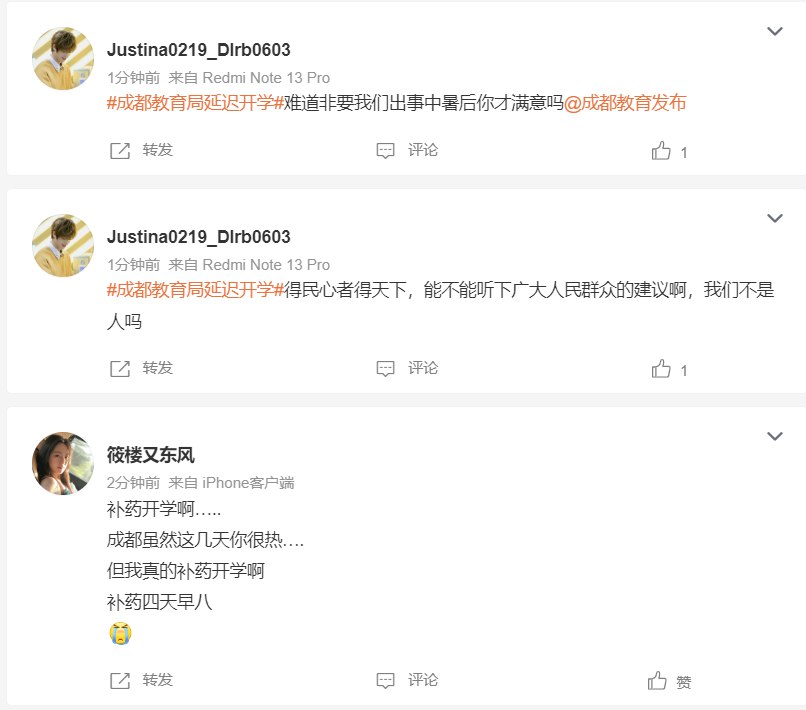 Justina0219_Dlrb0603
1分钟前 来自 Redmi Note 13 Pro
#成都教育局延迟开学#难道非要我们出事中暑后你才满意吗@成都教育发布
转发 评论 1
Justina0219_Dlrb0603
1分钟前 来自 Redmi Note 13 Pro
#成都教育局延迟开学#得民心者得天下，能不能听下广大人民群众的建议啊，我们不是
人吗
转发 评论 1
筱楼又东风
2分钟前 来自 iPhone客户端
补药开学啊…..
成都虽然这几天你很热….
但我真的补药开学啊
补药四天早八
😭
转发 评论 赞